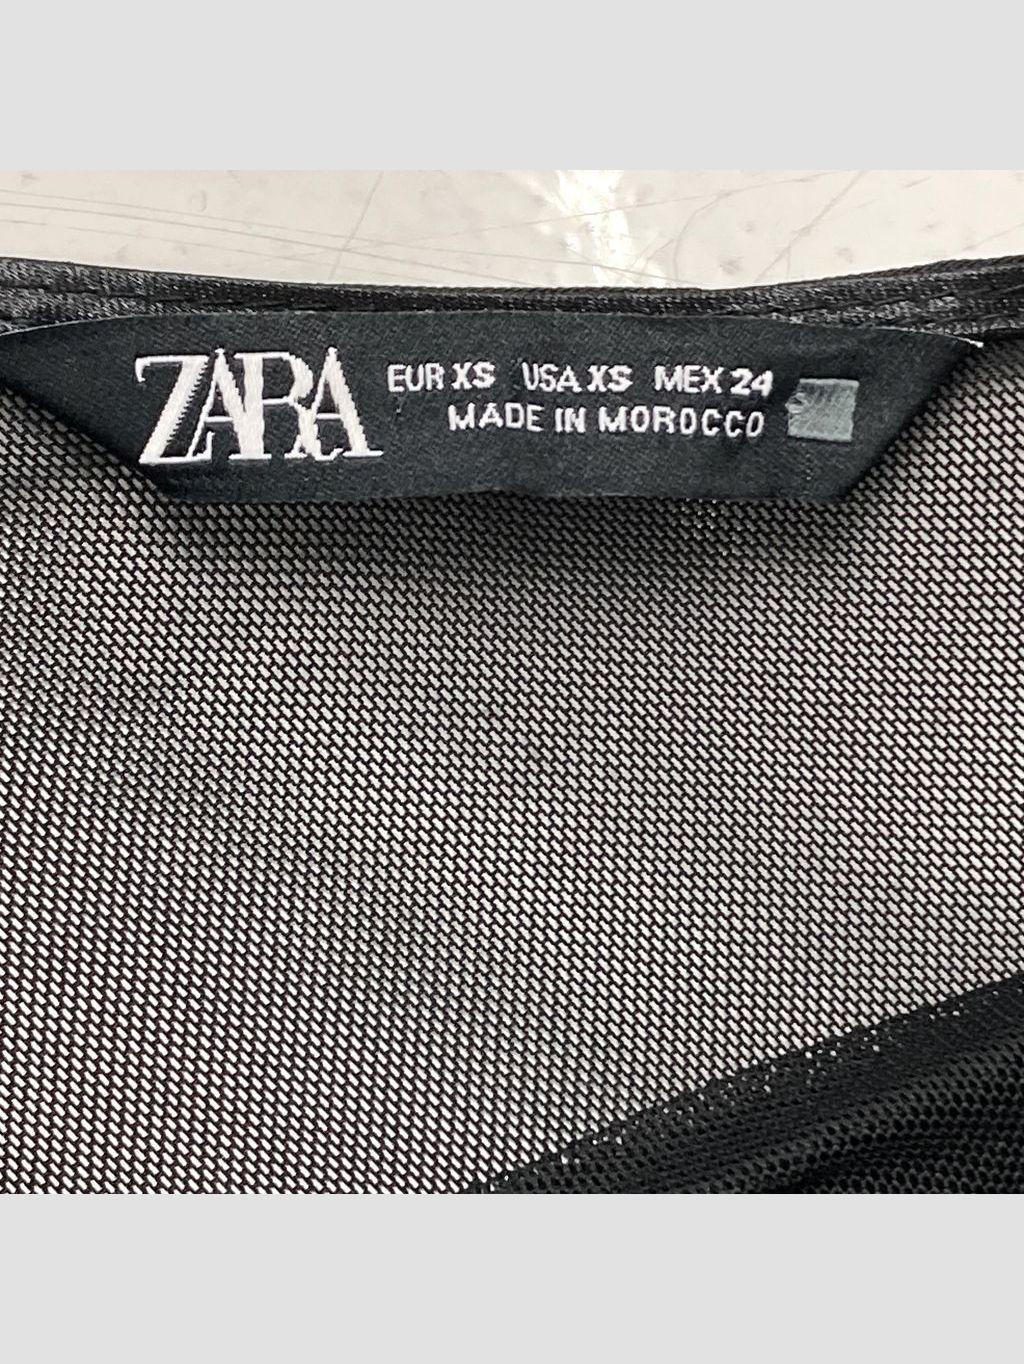 ZARA
EUR XS USA XS MEX 24
MADE IN MOROCCO